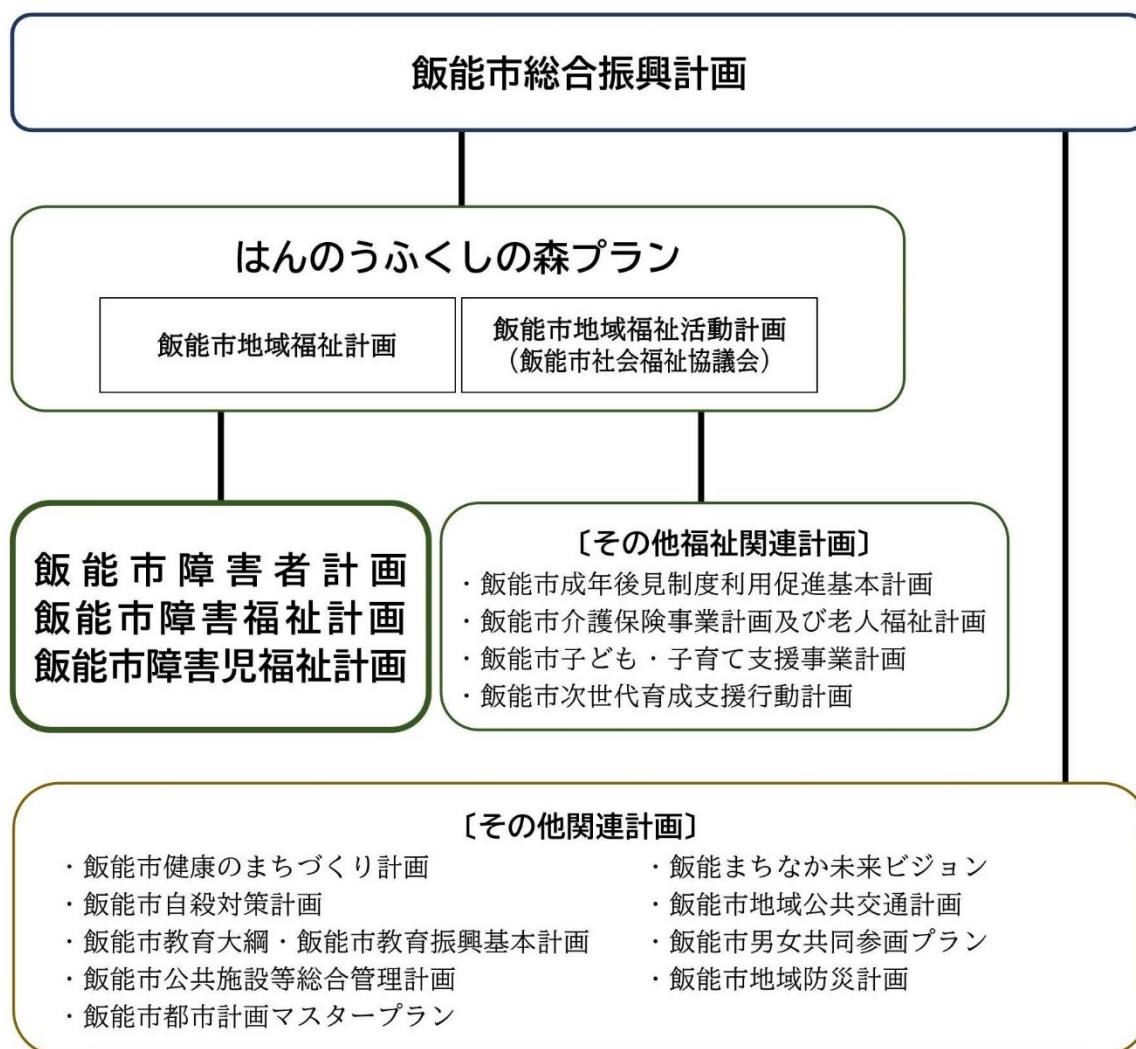 飯能市総合振興計画
はんのうふくしの森プラン
飯能市地域福祉計画
飯能市地域福祉活動計画
（飯能市社会福祉協議会）
飯能市障害者計画
飯能市障害福祉計画
飯能市障害児福祉計画
〔その他福祉関連計画〕
・飯能市成年後見制度利用促進基本計画
・飯能市介護保険事業計画及び老人福祉計画
・飯能市子ども・子育て支援事業計画
・飯能市次世代育成支援行動計画
〔その他関連計画〕
・飯能市健康のまちづくり計画
・飯能市自殺対策計画
・飯能市教育大綱・飯能市教育振興基本計画
・飯能市公共施設等総合管理計画
・飯能市都市計画マスタープラン
・飯能まちなか未来ビジョン
・飯能市地域公共交通計画
・飯能市男女共同参画プラン
・飯能市地域防災計画